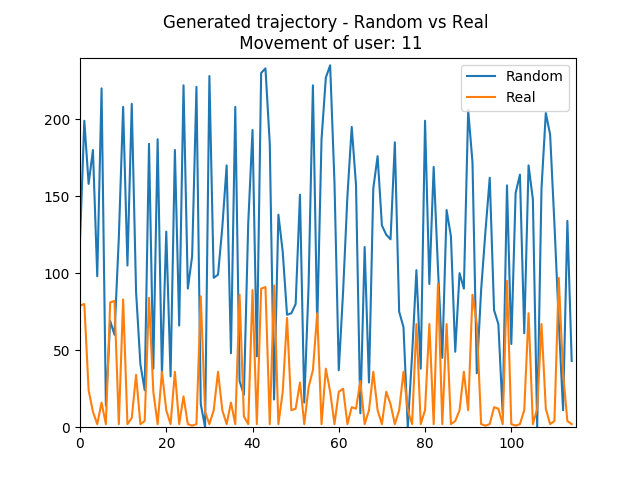 Generated trajectory - Random vs Real
Movement of user: 11
Random
Real
200
150
100
50
0
0 20 40 60 80 100